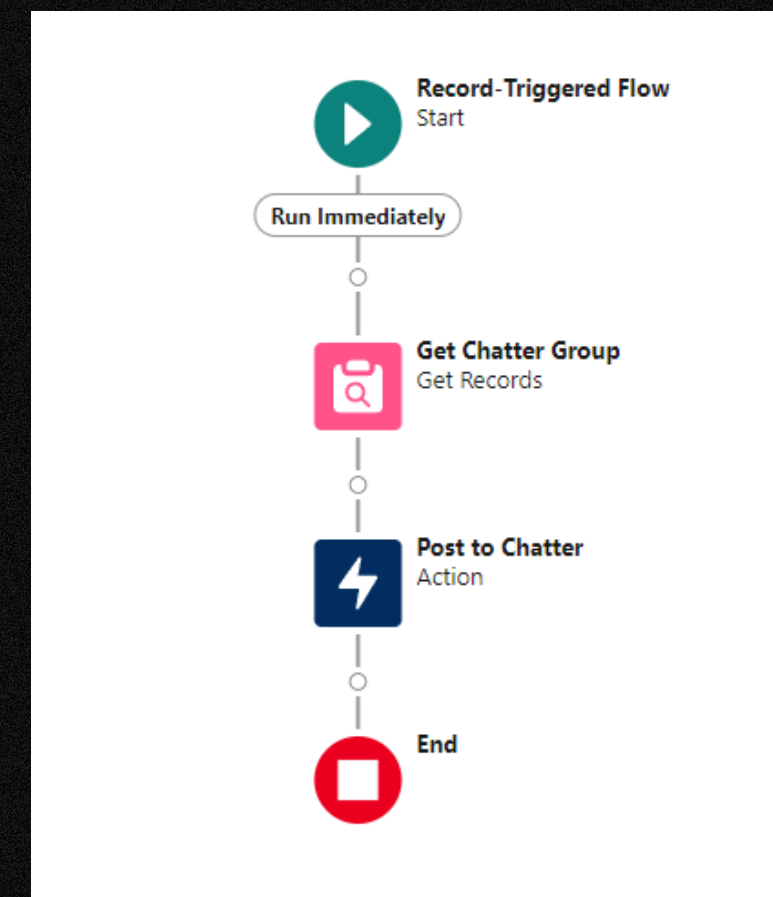 Record-Triggered Flow
Start
Run Immediately
Get Chatter Group
Get Records
Post to Chatter
Action
End